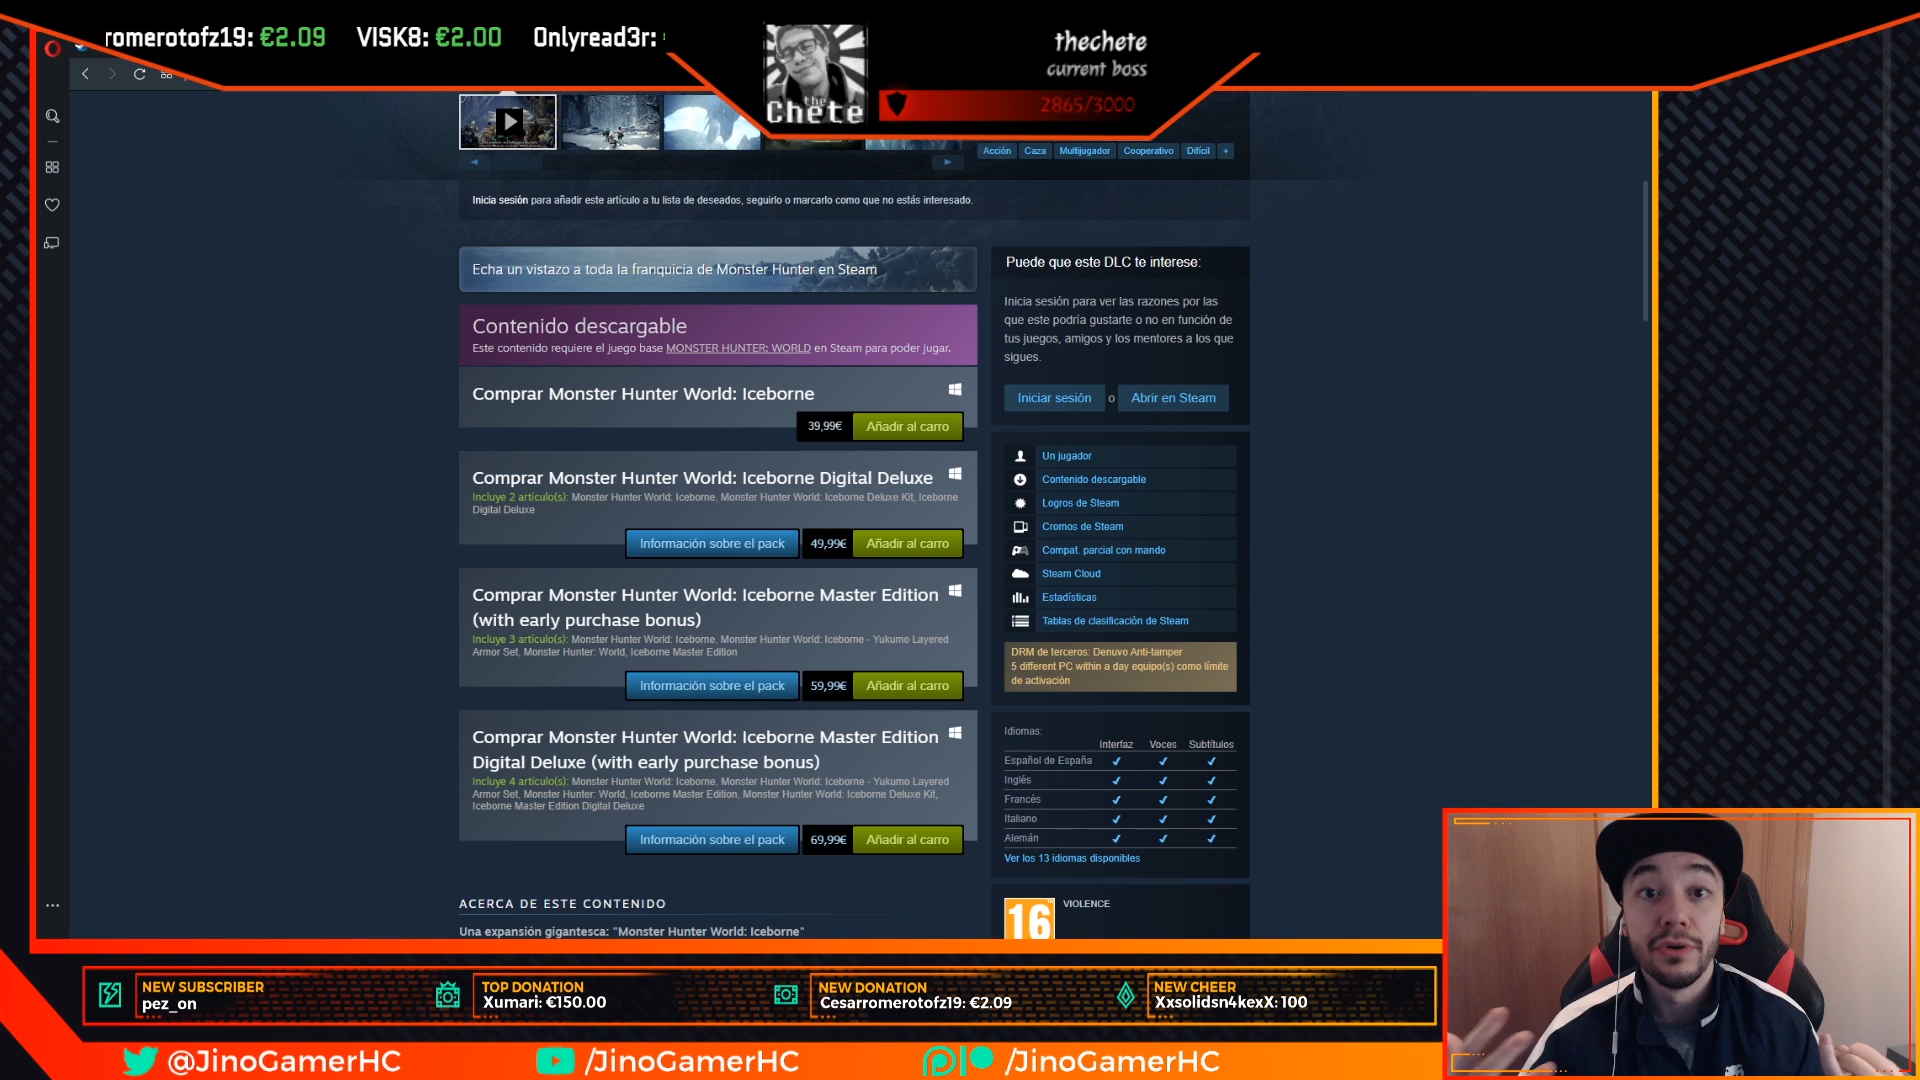 romerotofz19: €2.09 VISK8: €2.00 Onlyread3r:
thechete
current boss
the
Chete
2865/3000
Acción Caza Multijugador Cooperativo Difícil +
Inicia sesión para añadir este artículo a tu lista de deseados, seguirlo o marcarlo como que no estás interesado.
Echa un vistazo a toda la franquicia de Monster Hunter en Steam
Contenido descargable
Este contenido requiere el juego base MONSTER HUNTER: WORLD en Steam para poder jugar.
Comprar Monster Hunter World: Iceborne
39,99€ Añadir al carro
Comprar Monster Hunter World: Iceborne Digital Deluxe
Incluye 2 artículo(s): Monster Hunter World: Iceborne, Monster Hunter World: Iceborne Deluxe Kit, Iceborne
Digital Deluxe
Información sobre el pack 49,99€ Añadir al carro
Comprar Monster Hunter World: Iceborne Master Edition
(with early purchase bonus)
Incluye 3 artículo(s): Monster Hunter World: Iceborne, Monster Hunter World: Iceborne - Yukumo Layered
Armor Set, Monster Hunter: World, Iceborne Master Edition
Información sobre el pack 59,99€ Añadir al carro
Comprar Monster Hunter World: Iceborne Master Edition
Digital Deluxe (with early purchase bonus)
Incluye 4 artículo(s): Monster Hunter World: Iceborne, Monster Hunter World: Iceborne - Yukumo Layered
Armor Set, Monster Hunter: World, Iceborne Master Edition, Monster Hunter World: Iceborne Deluxe Kit,
Iceborne Master Edition Digital Deluxe
Información sobre el pack 69,99€ Añadir al carro
ACERCA DE ESTE CONTENIDO
Una expansión gigantesca: "Monster Hunter World: Iceborne"
Puede que este DLC te interese:
Inicia sesión para ver las razones por las
que este podría gustarte o no en función de
tus juegos, amigos y los mentores a los que
sigues.
Iniciar sesión o Abrir en Steam
Un jugador
Contenido descargable
Logros de Steam
Cromos de Steam
Compat. parcial con mando
Steam Cloud
Estadísticas
Tablas de clasificación de Steam
DRM de terceros: Denuvo Anti-tamper
5 different PC within a day equipo(s) como límite
de activación
Idiomas:
Interfaz Voces Subtítulos
Español de España ✔ ✔ ✔
Inglés ✔ ✔ ✔
Francés ✔ ✔ ✔
Italiano ✔ ✔ ✔
Alemán ✔ ✔ ✔
Ver los 13 idiomas disponibles
16
VIOLENCE
NEW SUBSCRIBER
pez_on
TOP DONATION
Xumari: €150.00
NEW DONATION
Cesarromerotofz19: €2.09
NEW CHEER
Xxsolidsn4kexX: 100
@JinoGamerHC /JinoGamerHC /JinoGamerHC